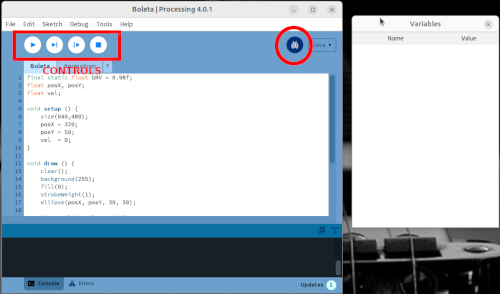 Boleta | Processing 4.0.1
File Edit Sketch Debug Tools Help
Java
Boleta Animation
CONTROLS
1 final static float GRV = 0.98f;
2 float posX, posY;
3 float vel;
4
5 void setup () {
6 size(640,480);
7 posX = 320;
8 posY = 50;
9 vel = 0;
10 }
11
12 void draw () {
13 clear();
14 background(255);
15 fill(0);
16 strokeWeight(1);
17 ellipse(posX, posY, 30, 30);
18
Console Errors
Updates 1
Variables
Name Value